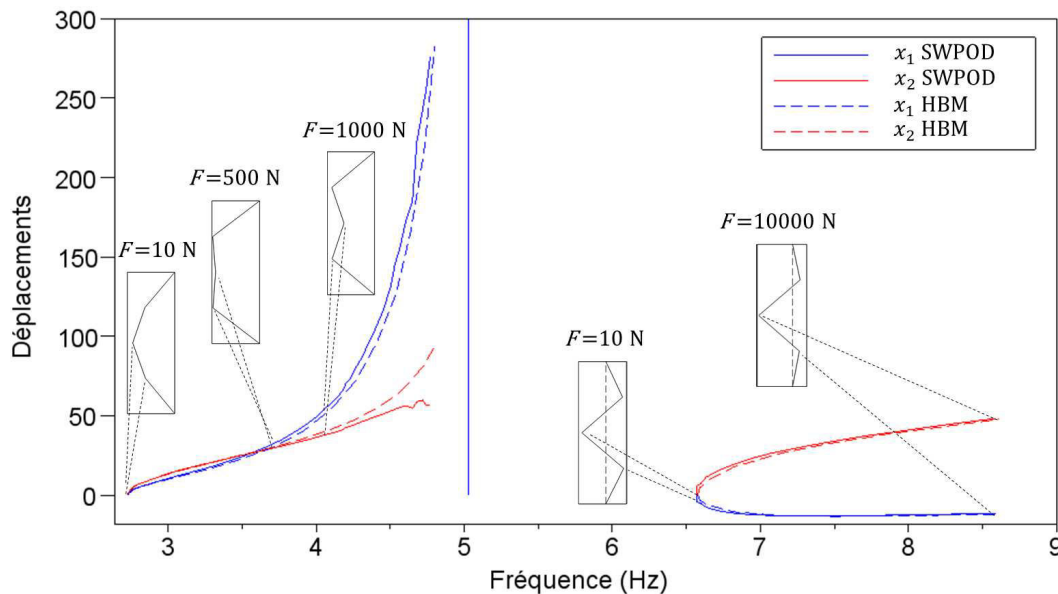 300
250
200
150
100
50
0
Déplacements
3
4
5
6
7
8
9
Fréquence (Hz)
x₁ SWPOD
x₂ SWPOD
x₁ HBM
x₂ HBM
F=10 N
F=500 N
F=1000 N
F=10 N
F=10000 N